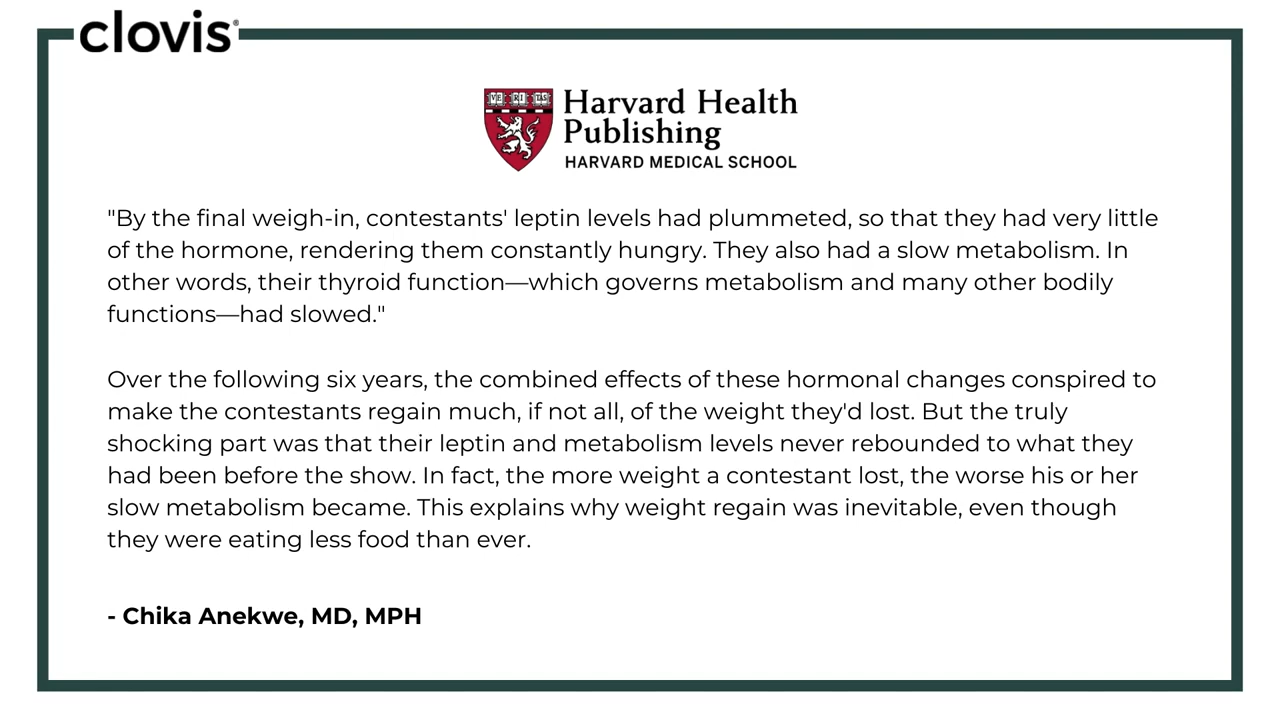 clovis®
VE RI TAS
Harvard Health
Publishing
HARVARD MEDICAL SCHOOL
"By the final weigh-in, contestants' leptin levels had plummeted, so that they had very little
of the hormone, rendering them constantly hungry. They also had a slow metabolism. In
other words, their thyroid function—which governs metabolism and many other bodily
functions—had slowed."
Over the following six years, the combined effects of these hormonal changes conspired to
make the contestants regain much, if not all, of the weight they'd lost. But the truly
shocking part was that their leptin and metabolism levels never rebounded to what they
had been before the show. In fact, the more weight a contestant lost, the worse his or her
slow metabolism became. This explains why weight regain was inevitable, even though
they were eating less food than ever.
- Chika Anekwe, MD, MPH